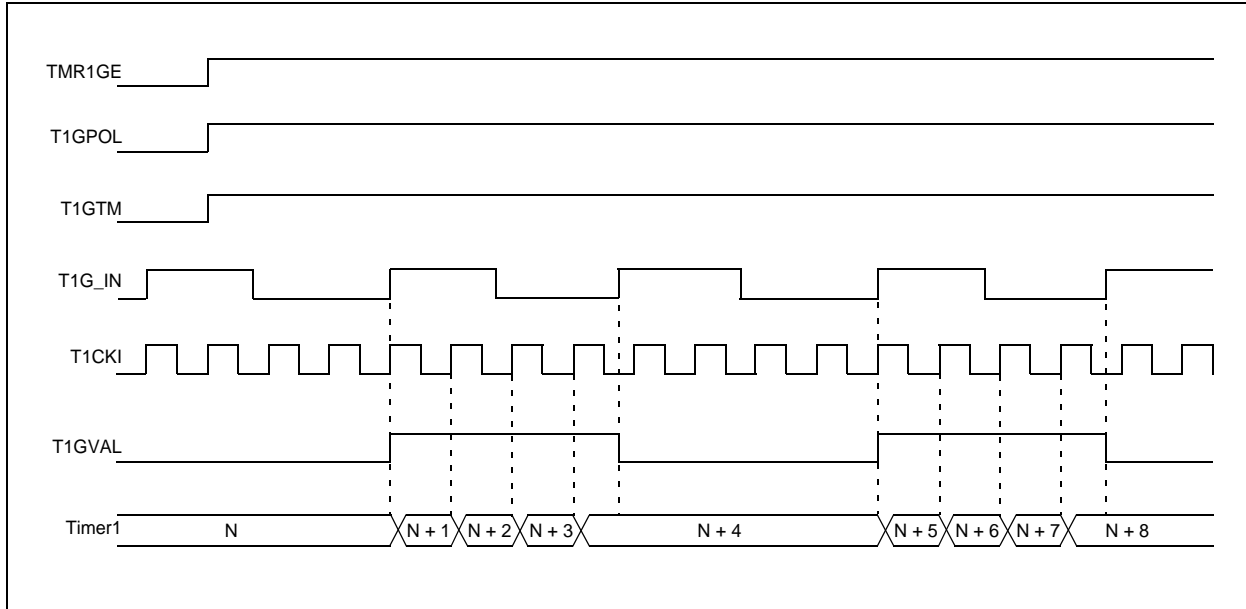 TMR1GE
T1GPOL
T1GTM
T1G_IN
T1CKI
T1GVAL
Timer1 N N + 1 N + 2 N + 3 N + 4 N + 5 N + 6 N + 7 N + 8